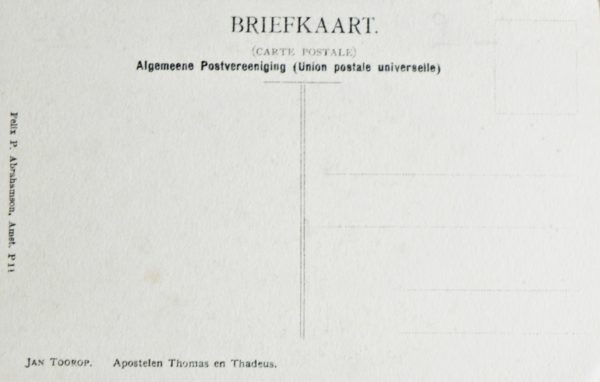 BRIEFKAART.
(CARTE POSTALE)
Algemeene Postvereeniging (Union postale universelle)
Felix P. Abrahamson, Amst. P 11
JAN TOOROP. Apostelen Thomas en Thadeus.